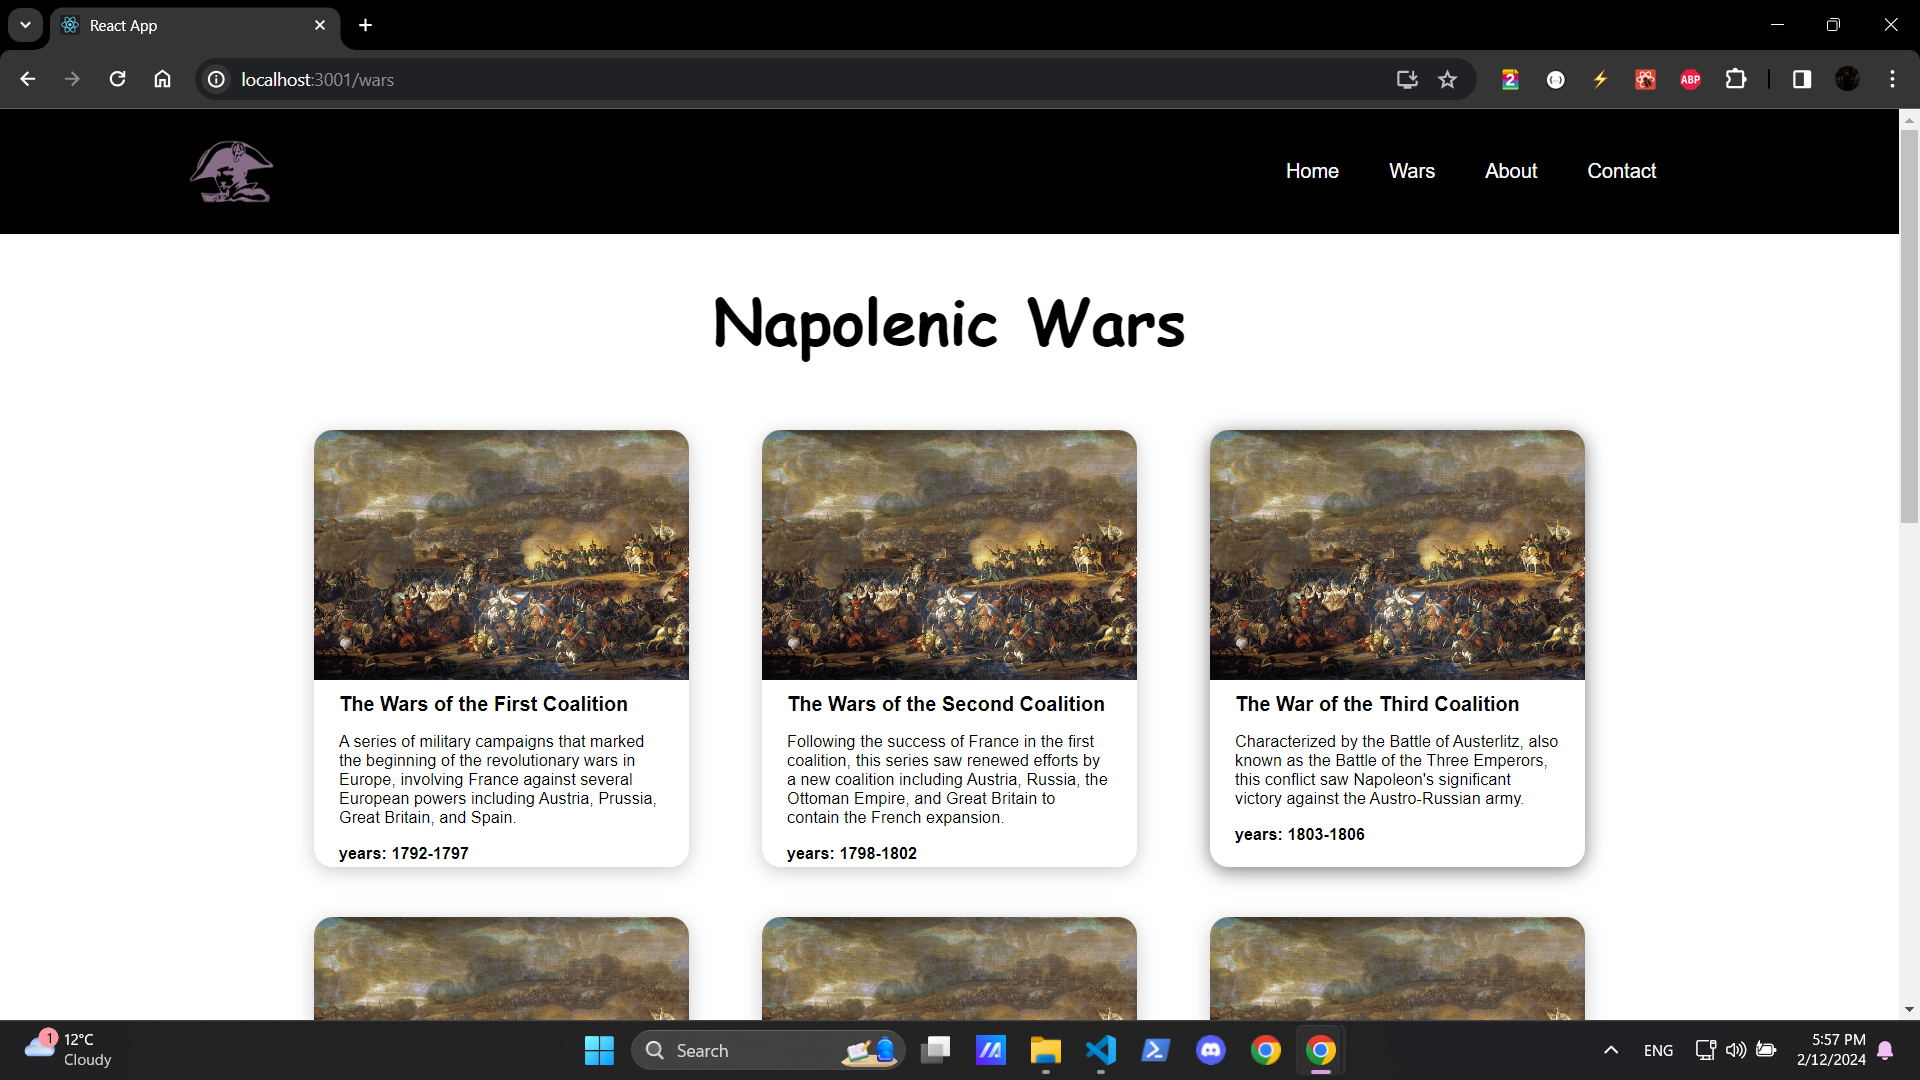 React App
localhost:3001/wars
2
ABP
Home
Wars
About
Contact
Napolenic Wars
The Wars of the First Coalition
A series of military campaigns that marked
the beginning of the revolutionary wars in
Europe, involving France against several
European powers including Austria, Prussia,
Great Britain, and Spain.
years: 1792-1797
The Wars of the Second Coalition
Following the success of France in the first
coalition, this series saw renewed efforts by
a new coalition including Austria, Russia, the
Ottoman Empire, and Great Britain to
contain the French expansion.
years: 1798-1802
The War of the Third Coalition
Characterized by the Battle of Austerlitz, also
known as the Battle of the Three Emperors,
this conflict saw Napoleon's significant
victory against the Austro-Russian army.
years: 1803-1806
1
12°C
Cloudy
Search
ENG
5:57 PM
2/12/2024